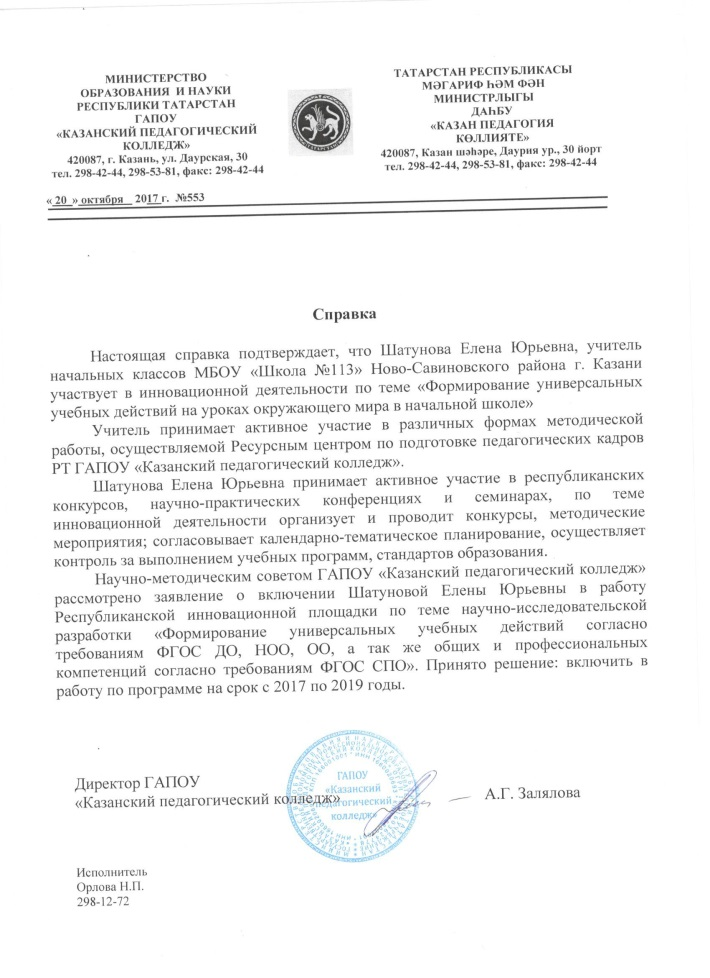 МИНИСТЕРСТВО
ОБРАЗОВАНИЯ И НАУКИ
РЕСПУБЛИКИ ТАТАРСТАН
ГАПОУ
«КАЗАНСКИЙ ПЕДАГОГИЧЕСКИЙ
КОЛЛЕДЖ»
420087, г. Казань, ул. Даурская, 30
тел. 298-42-44, 298-53-81, факс: 298-42-44
ТАТАРСТАН РЕСПУБЛИКАСЫ
МӘГАРИФ ҺӘМ ФӘН
МИНИСТРЛЫГЫ
ДАҺБУ
«КАЗАН ПЕДАГОГИЯ
КӨЛЛИЯТЕ»
420087, Казан шәһәре, Даурия ур., 30 йорт
тел. 298-42-44, 298-53-81, факс: 298-42-44
« 20 » октября 2017 г. №553
Справка
Настоящая справка подтверждает, что Шатунова Елена Юрьевна, учитель
начальных классов МБОУ «Школа №113» Ново-Савиновского района г. Казани
участвует в инновационной деятельности по теме «Формирование универсальных
учебных действий на уроках окружающего мира в начальной школе»
Учитель принимает активное участие в различных формах методической
работы, осуществляемой Ресурсным центром по подготовке педагогических кадров
РТ ГАПОУ «Казанский педагогический колледж».
Шатунова Елена Юрьевна принимает активное участие в республиканских
конкурсов, научно-практических конференциях и семинарах, по теме
инновационной деятельности организует и проводит конкурсы, методические
мероприятия; согласовывает календарно-тематическое планирование, осуществляет
контроль за выполнением учебных программ, стандартов образования.
Научно-методическим советом ГАПОУ «Казанский педагогический колледж»
рассмотрено заявление о включении Шатуновой Елены Юрьевны в работу
Республиканской инновационной площадки по теме научно-исследовательской
разработки «Формирование универсальных учебных действий согласно
требованиям ФГОС ДО, НОО, ОО, а так же общих и профессиональных
компетенций согласно требованиям ФГОС СПО». Принято решение: включить в
работу по программе на срок с 2017 по 2019 годы.
Директор ГАПОУ
«Казанский педагогический колледж»
А.Г. Залялова
ГАПОУ
«Казанский
педагогический
колледж»
Исполнитель
Орлова Н.П.
298-12-72